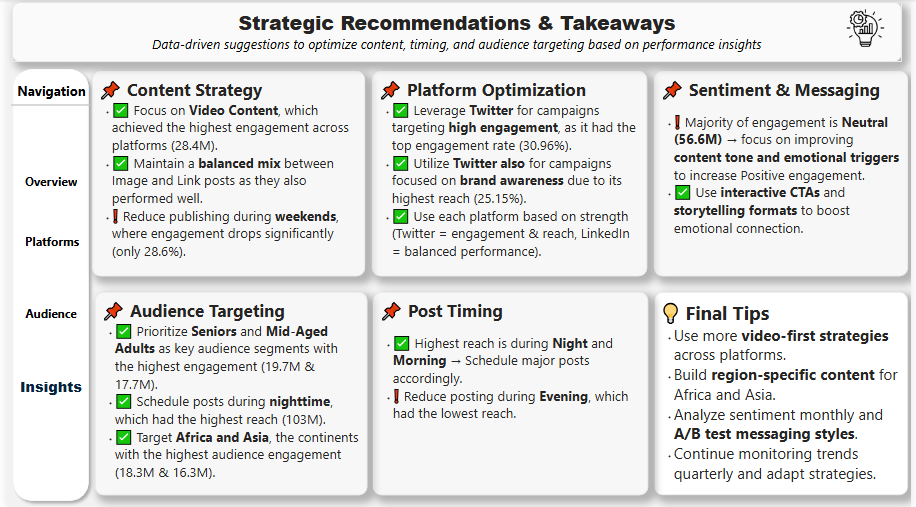 Strategic Recommendations & Takeaways
Data-driven suggestions to optimize content, timing, and audience targeting based on performance insights
Navigation
Overview
Platforms
Audience
Insights
Content Strategy
· ✅ Focus on Video Content, which
achieved the highest engagement across
platforms (28.4M).
· ✅ Maintain a balanced mix between
Image and Link posts as they also
performed well.
· ❗ Reduce publishing during weekends,
where engagement drops significantly
(only 28.6%).
Platform Optimization
· ✅ Leverage Twitter for campaigns
targeting high engagement, as it had the
top engagement rate (30.96%).
· ✅ Utilize Twitter also for campaigns
focused on brand awareness due to its
highest reach (25.15%).
· ✅ Use each platform based on strength
(Twitter = engagement & reach, LinkedIn
= balanced performance).
Sentiment & Messaging
· ❗ Majority of engagement is Neutral
(56.6M) → focus on improving
content tone and emotional triggers
to increase Positive engagement.
· ✅ Use interactive CTAs and
storytelling formats to boost
emotional connection.
Audience Targeting
· ✅ Prioritize Seniors and Mid-Aged
Adults as key audience segments with
the highest engagement (19.7M &
17.7M).
· ✅ Schedule posts during nighttime,
which had the highest reach (103M).
· ✅ Target Africa and Asia, the continents
with the highest audience engagement
(18.3M & 16.3M).
Post Timing
· ✅ Highest reach is during Night and
Morning → Schedule major posts
accordingly.
· ❗ Reduce posting during Evening, which
had the lowest reach.
Final Tips
· Use more video-first strategies
across platforms.
· Build region-specific content for
Africa and Asia.
· Analyze sentiment monthly and
A/B test messaging styles.
· Continue monitoring trends
quarterly and adapt strategies.